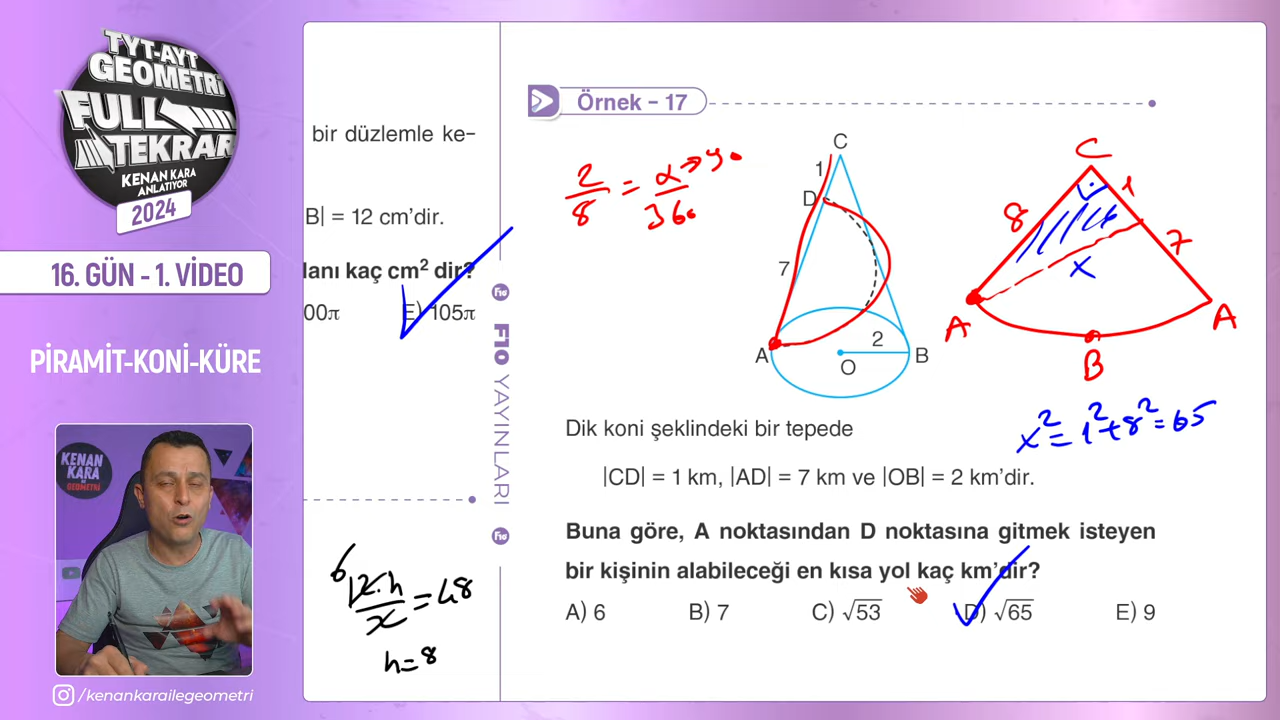 TYT-AYT
GEOMETRİ
FULL
TEKRAR
KENAN KARA
ANLATIYOR
2024
16. GÜN - 1. VİDEO
PİRAMİT-KONİ-KÜRE
KENAN
KARA
ile GEOMETRİ
/kenankarailegeometri
bir düzlemle ke-
B| = 12 cm'dir.
lanı kaç cm² dir?
00π E) 105π
6
12.h/x = 48
h=8
F10 YAYINLARI
Örnek - 17
2/8 = α/360 → 90
C
1
D
7
A
2
O
B
C
8
1
7
x
A
A
B
x² = 1² + 8² = 65
Dik koni şeklindeki bir tepede
|CD| = 1 km, |AD| = 7 km ve |OB| = 2 km'dir.
Buna göre, A noktasından D noktasına gitmek isteyen
bir kişinin alabileceği en kısa yol kaç km'dir?
A) 6 B) 7 C) √53 D) √65 E) 9